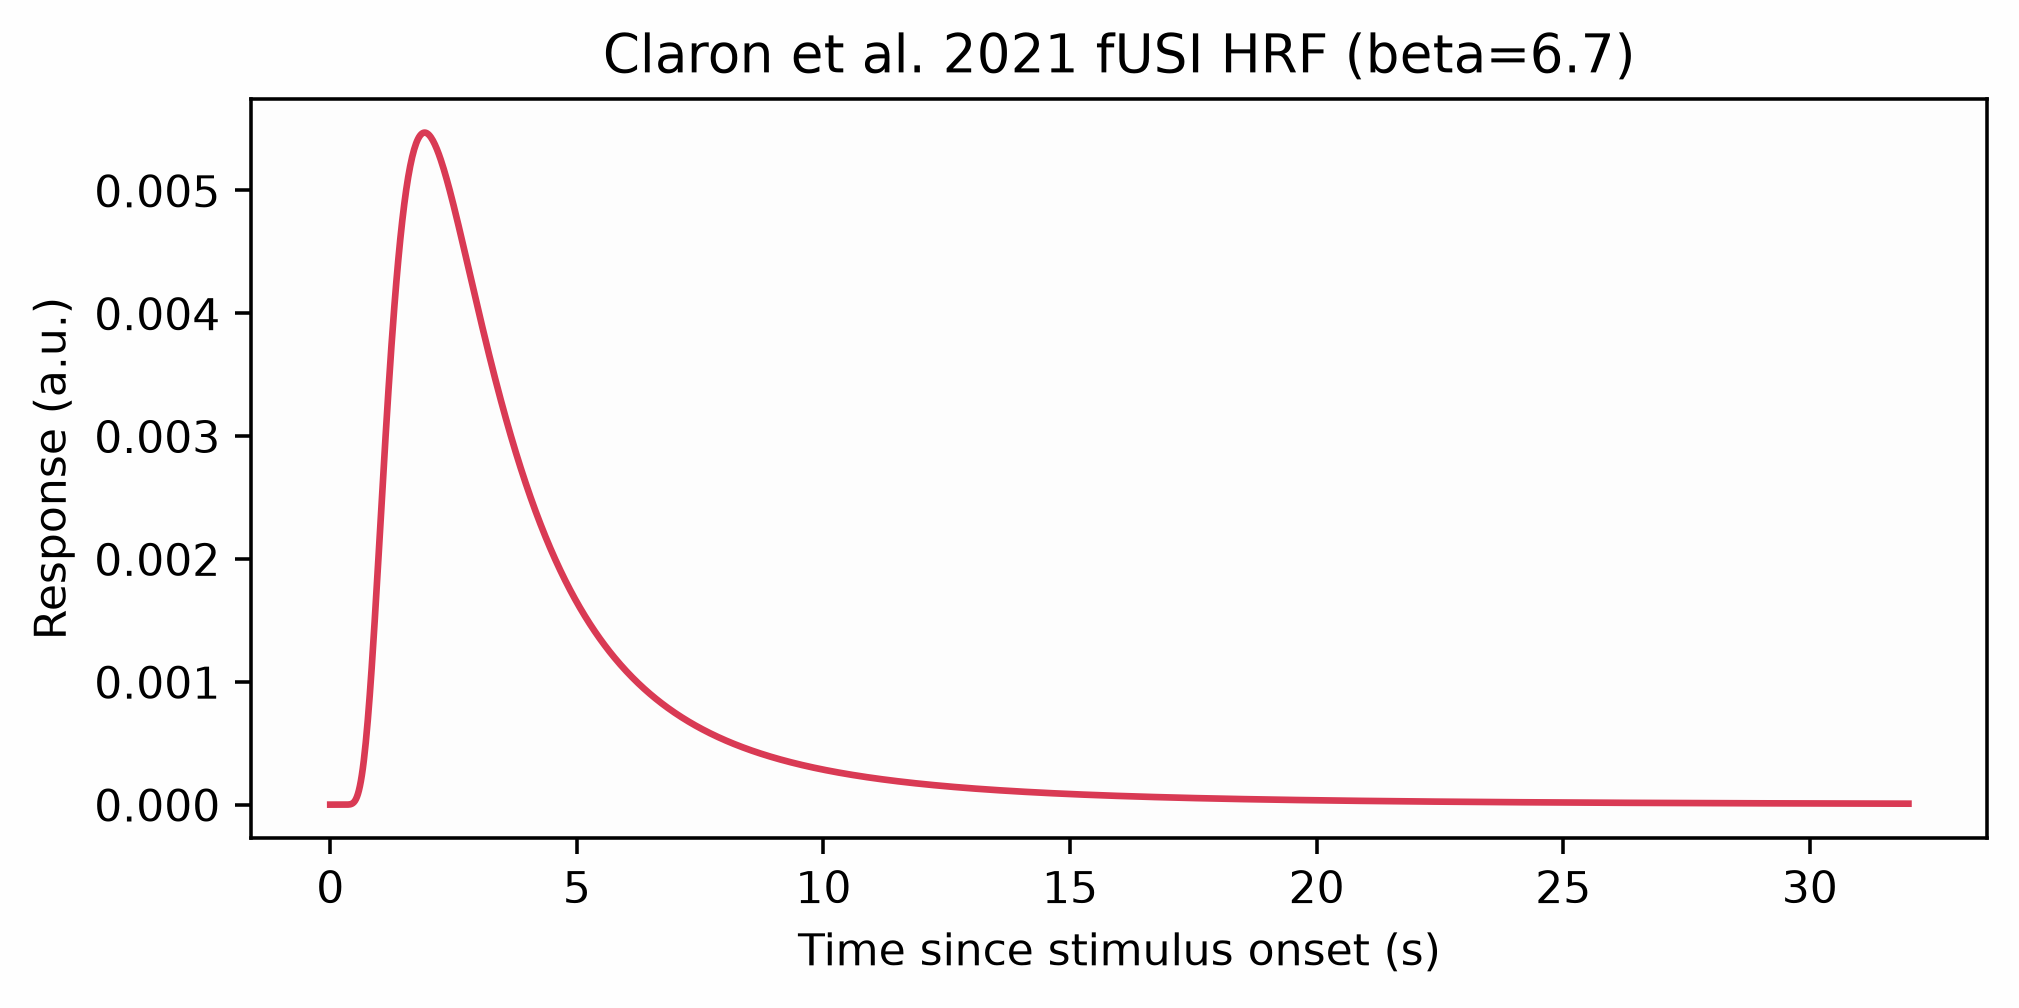 Claron et al. 2021 fUSI HRF (beta=6.7)
Response (a.u.)
0.005
0.004
0.003
0.002
0.001
0.000
0 5 10 15 20 25 30
Time since stimulus onset (s)